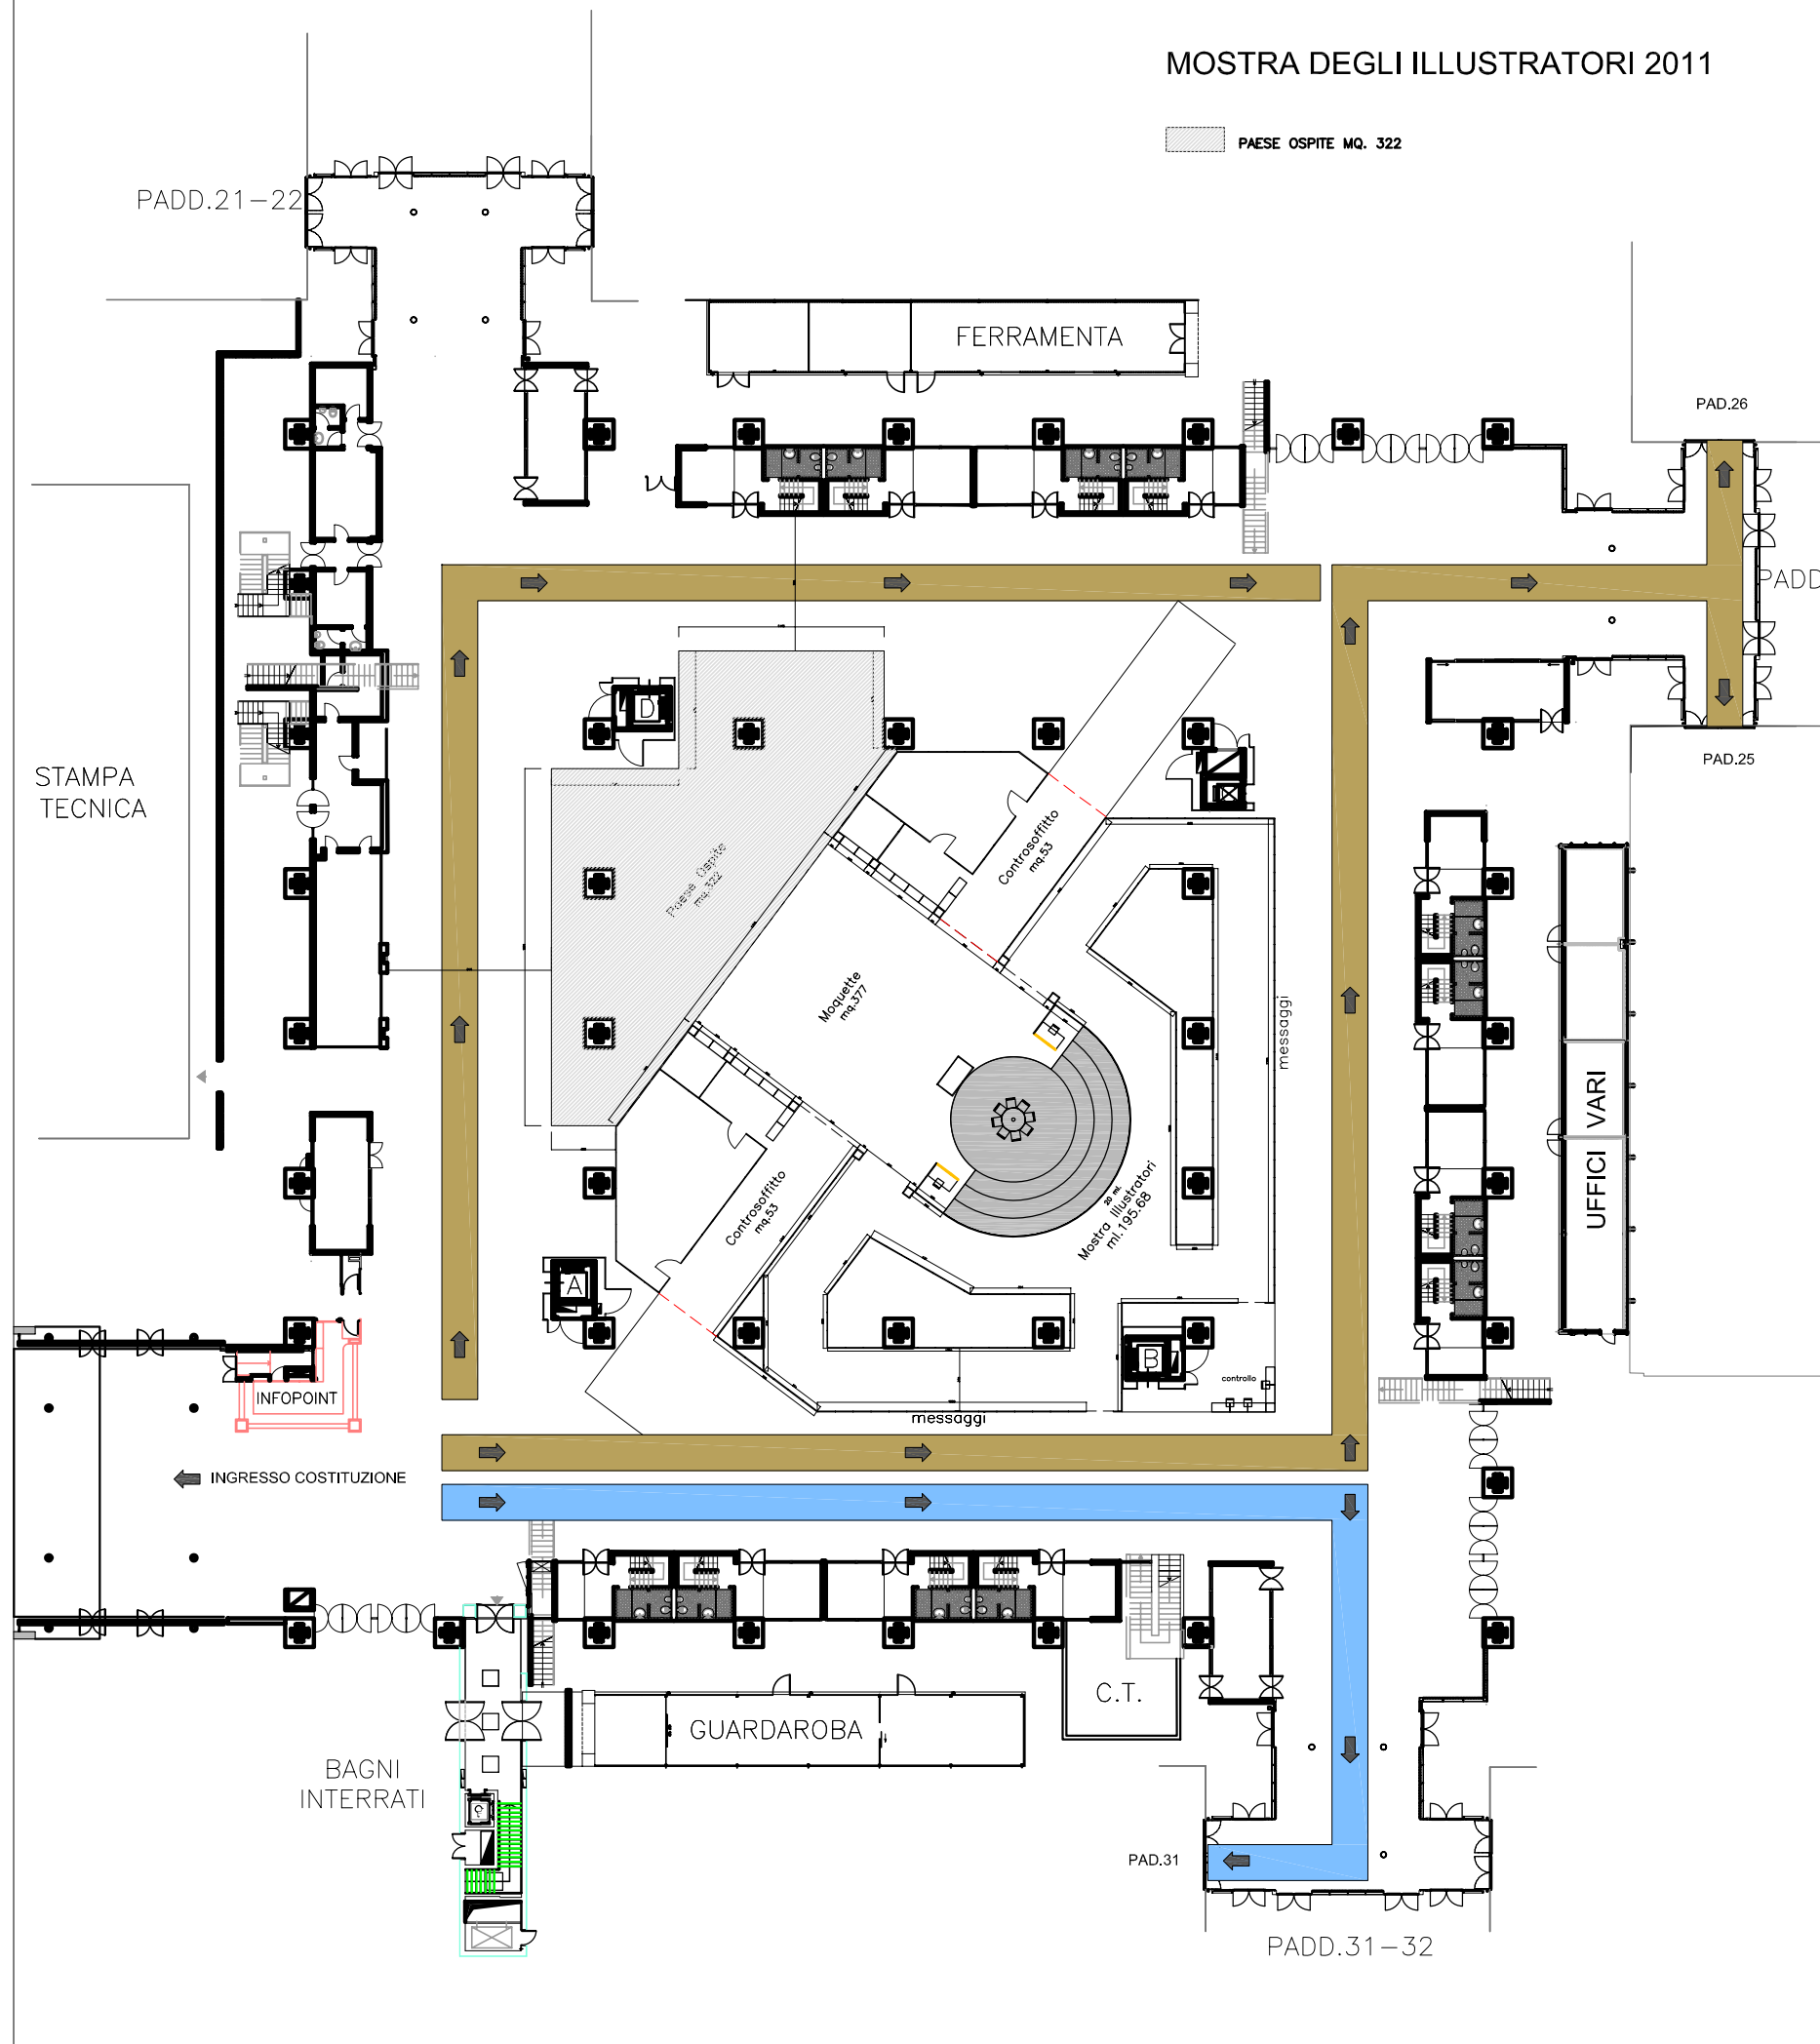 MOSTRA DEGLI ILLUSTRATORI 2011
PAESE OSPITE MQ. 322
PADD.21-22
FERRAMENTA
PAD.26
PADD
PAD.25
STAMPA
TECNICA
D
Paese Ospite
mq.322
Controsoffitto
mq.53
Moquette
mq.377
messaggi
UFFICI VARI
20 ml.
Mostra Illustratori
ml.195.68
Controsoffitto
mq.53
A
B
controllo
messaggi
INFOPOINT
INGRESSO COSTITUZIONE
C.T.
GUARDAROBA
BAGNI
INTERRATI
C
PAD.31
PADD.31-32